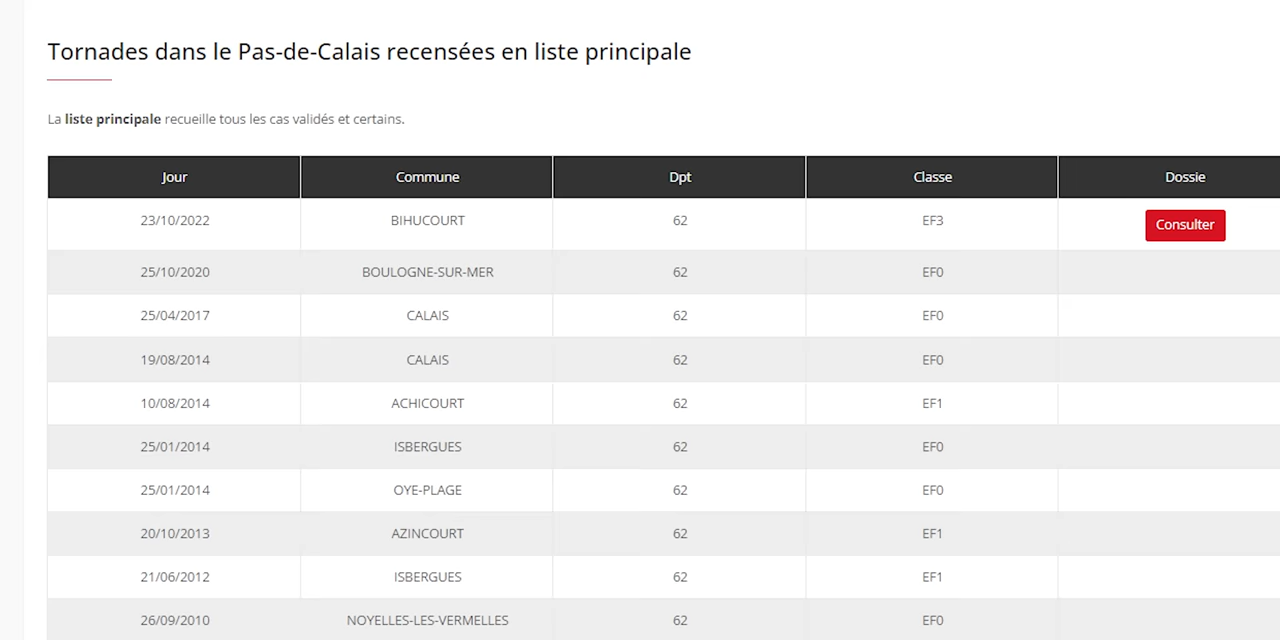 Tornades dans le Pas-de-Calais recensées en liste principale
La liste principale recueille tous les cas validés et certains.
Jour Commune Dpt Classe Dossie
23/10/2022 BIHUCOURT 62 EF3 Consulter
25/10/2020 BOULOGNE-SUR-MER 62 EF0
25/04/2017 CALAIS 62 EF0
19/08/2014 CALAIS 62 EF0
10/08/2014 ACHICOURT 62 EF1
25/01/2014 ISBERGUES 62 EF0
25/01/2014 OYE-PLAGE 62 EF0
20/10/2013 AZINCOURT 62 EF1
21/06/2012 ISBERGUES 62 EF1
26/09/2010 NOYELLES-LES-VERMELLES 62 EF0